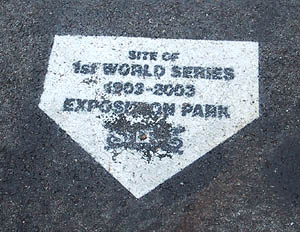 SITE OF
1st WORLD SERIES
1903-2003
EXPOSITION PARK